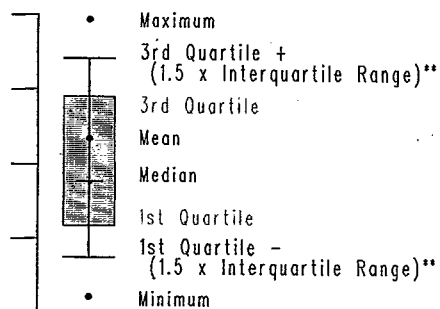 Maximum
3rd Quartile +
(1.5 x Interquartile Range)**
3rd Quartile
Mean
Median
1st Quartile
1st Quartile –
(1.5 x Interquartile Range)**
Minimum